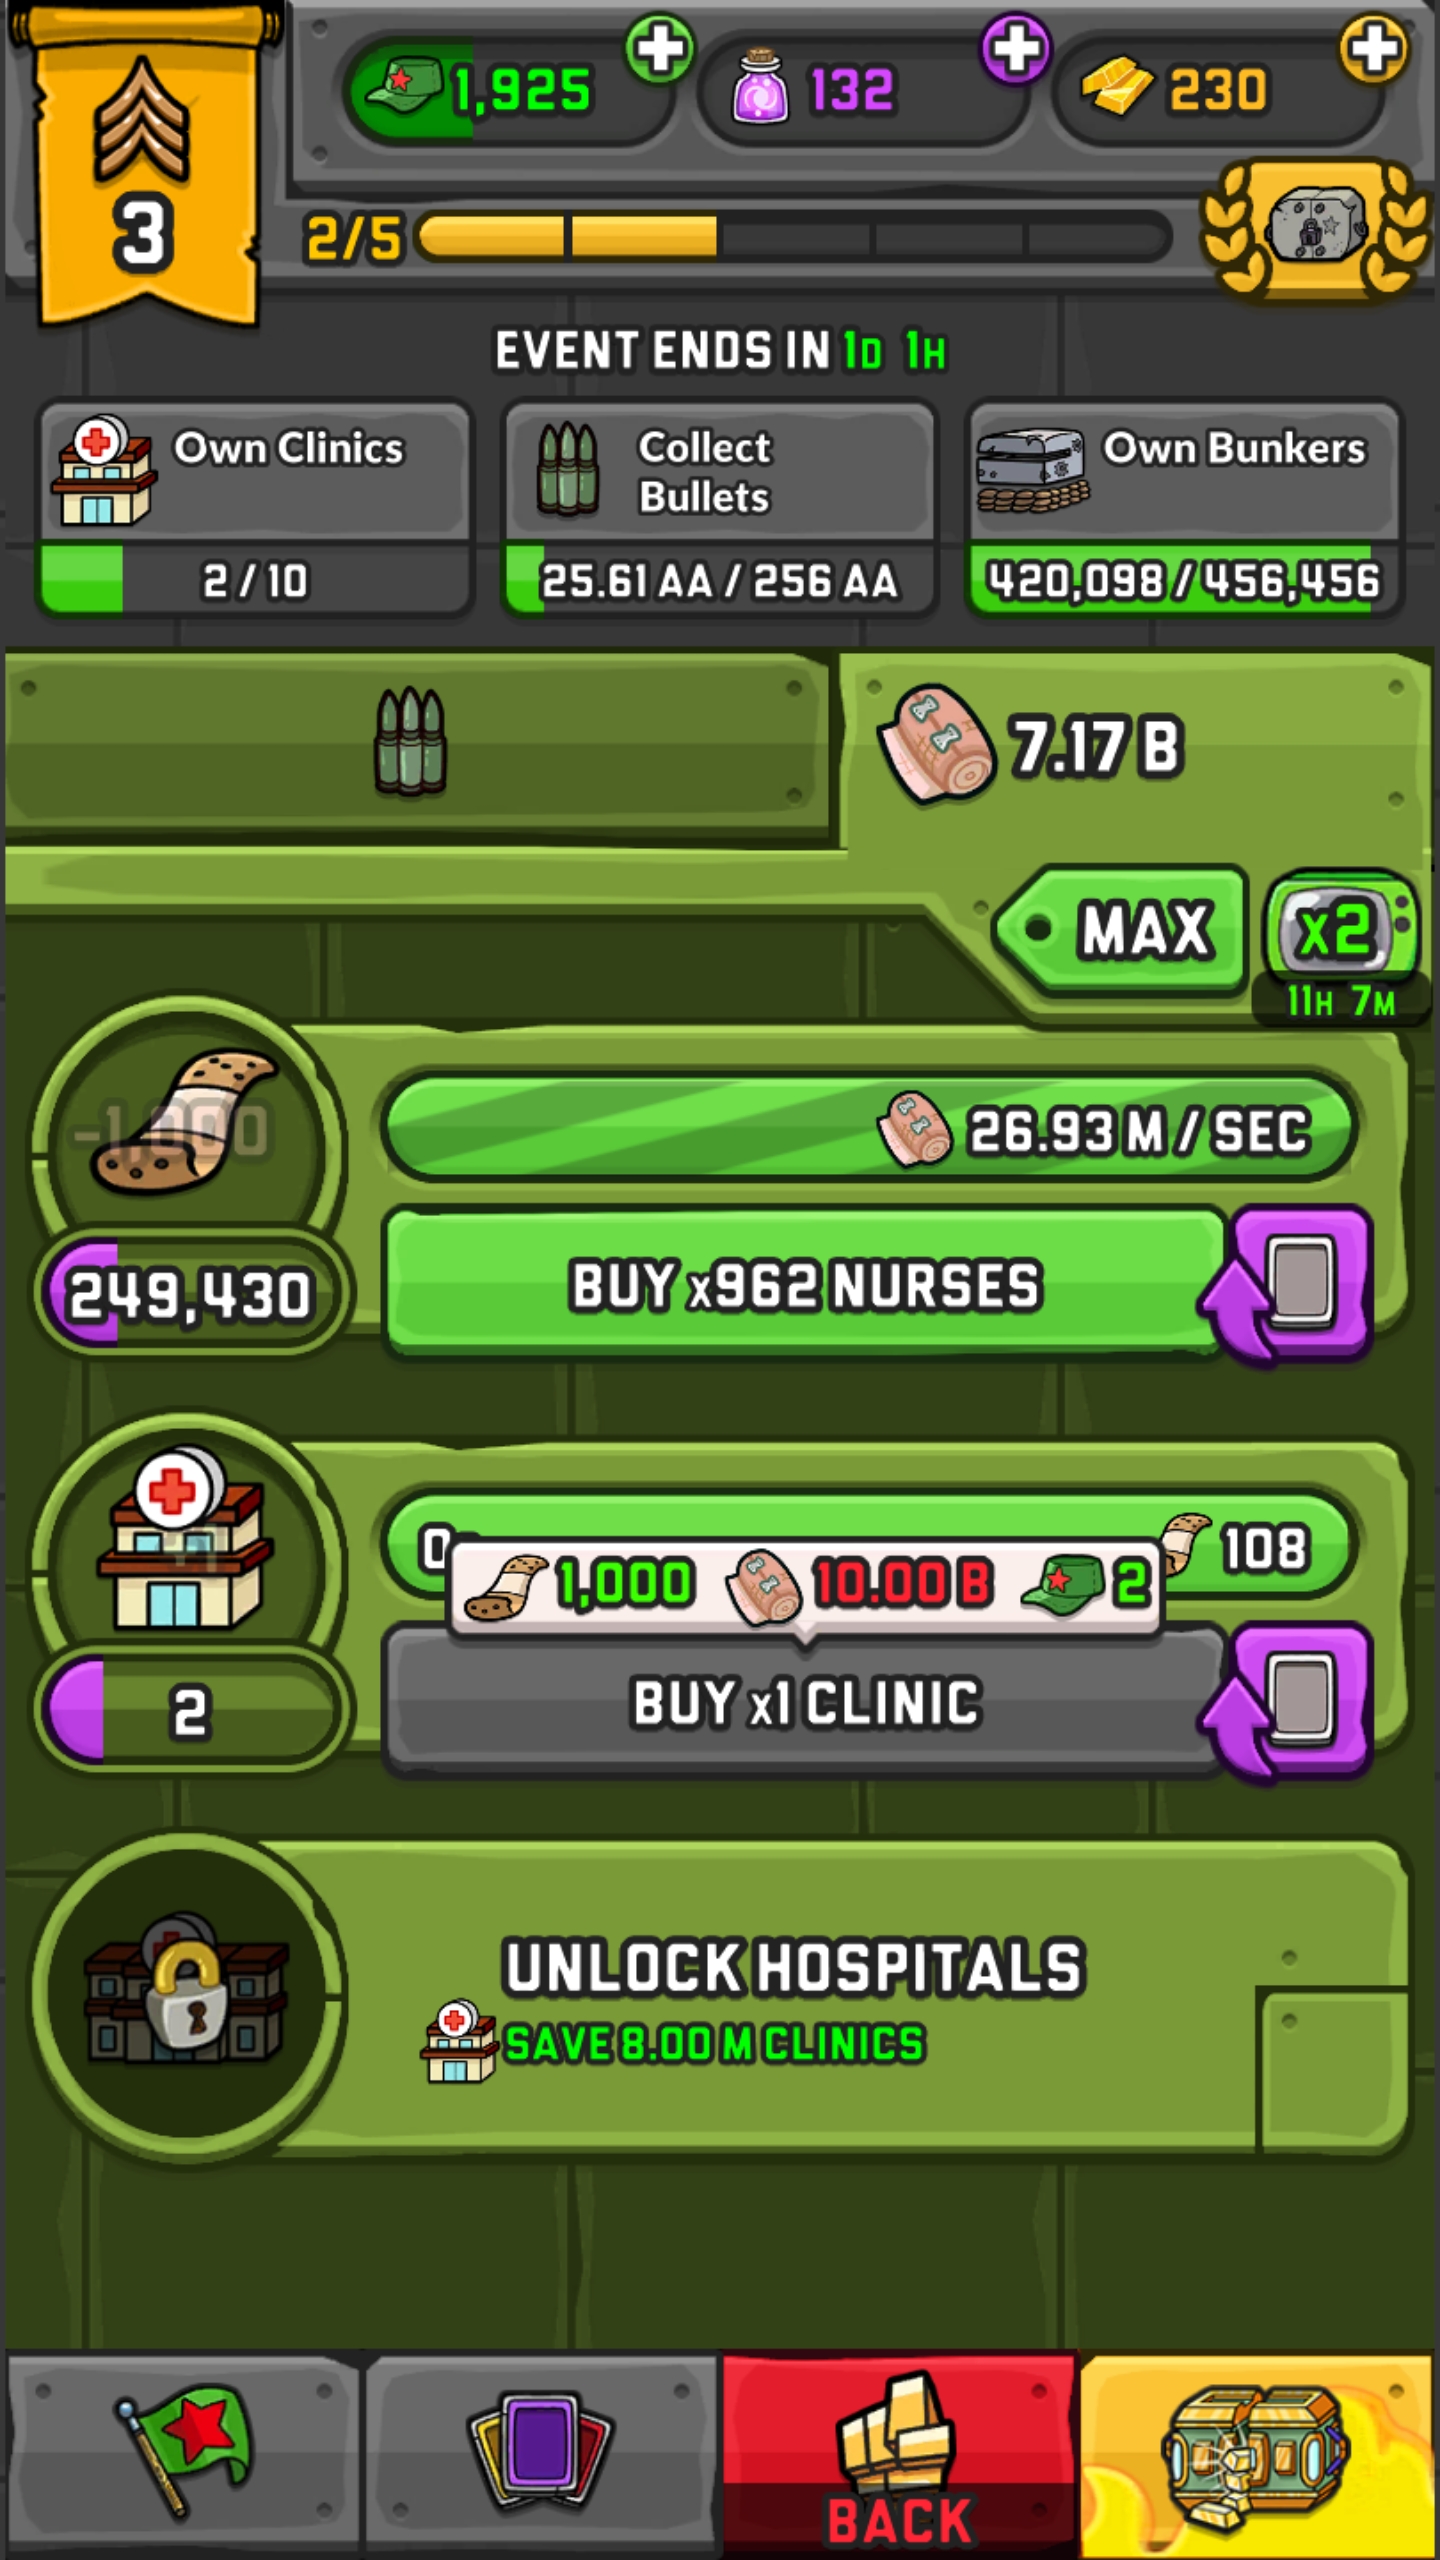 1,925
132
230
3
2/5
EVENT ENDS IN 1D 1H
Own Clinics
2 / 10
Collect
Bullets
25.61 AA / 256 AA
Own Bunkers
420,098 / 456,456
7.17 B
MAX
x2
11H 7M
-1,000
26.93 M / SEC
249,430
BUY x962 NURSES
108
1,000
10.00 B
2
2
BUY x1 CLINIC
UNLOCK HOSPITALS
SAVE 8.00 M CLINICS
BACK